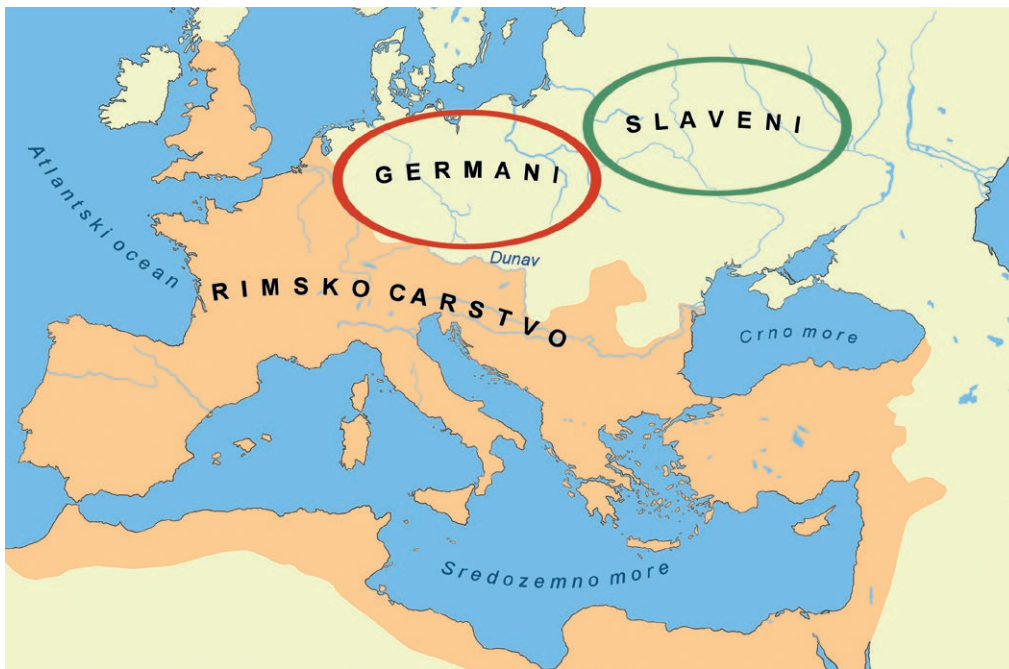 SLAVENI
GERMANI
Atlantski ocean
Dunav
RIMSKO CARSTVO
Crno more
Sredozemno more